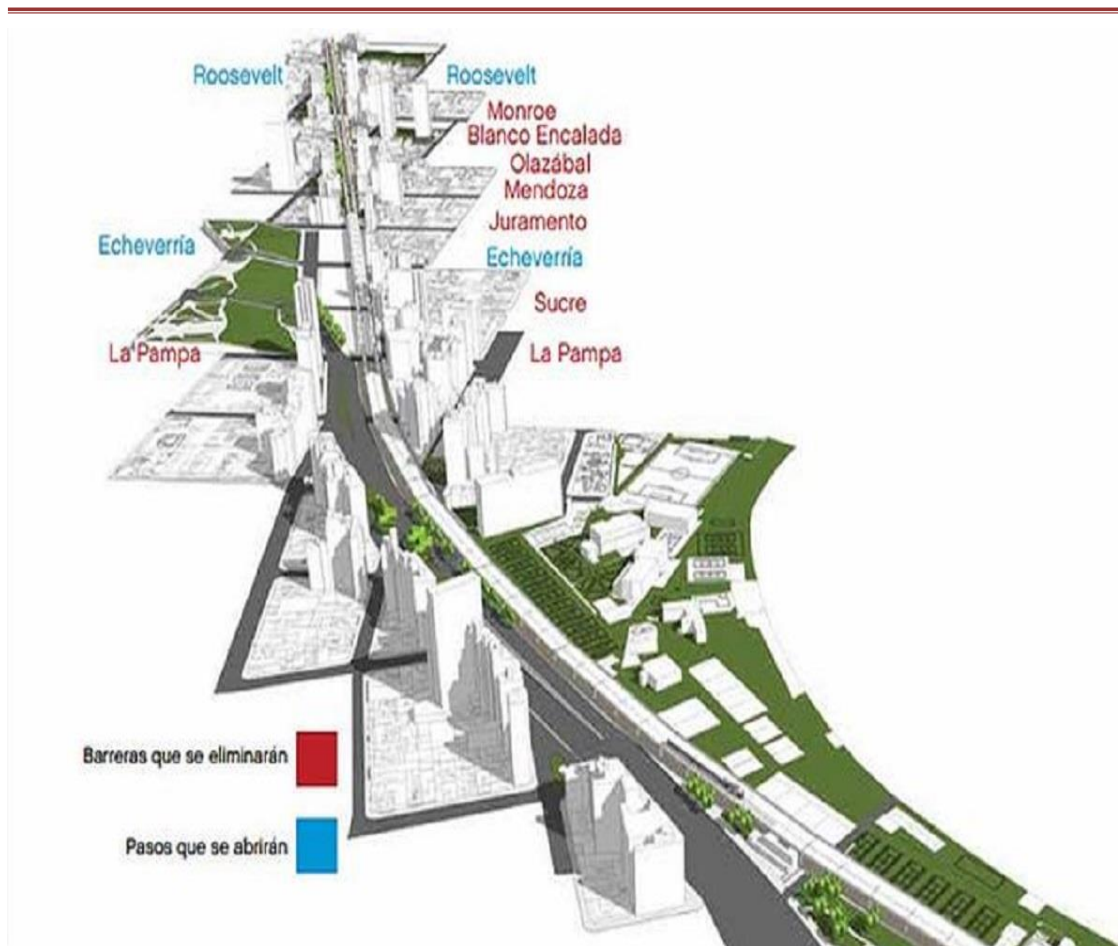 Roosevelt
Roosevelt
Monroe
Blanco Encalada
Olazábal
Mendoza
Juramento
Echeverría
Echeverría
Sucre
La Pampa
La Pampa
Barreras que se eliminarán
Pasos que se abrirán